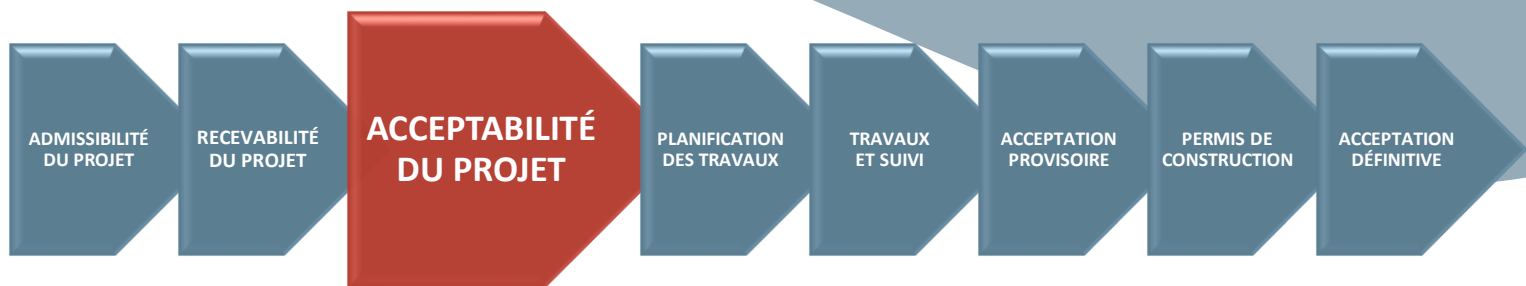 ADMISSIBILITÉ
DU PROJET
RECEVABILITÉ
DU PROJET
ACCEPTABILITÉ
DU PROJET
PLANIFICATION
DES TRAVAUX
TRAVAUX
ET SUIVI
ACCEPTATION
PROVISOIRE
PERMIS DE
CONSTRUCTION
ACCEPTATION
DÉFINITIVE